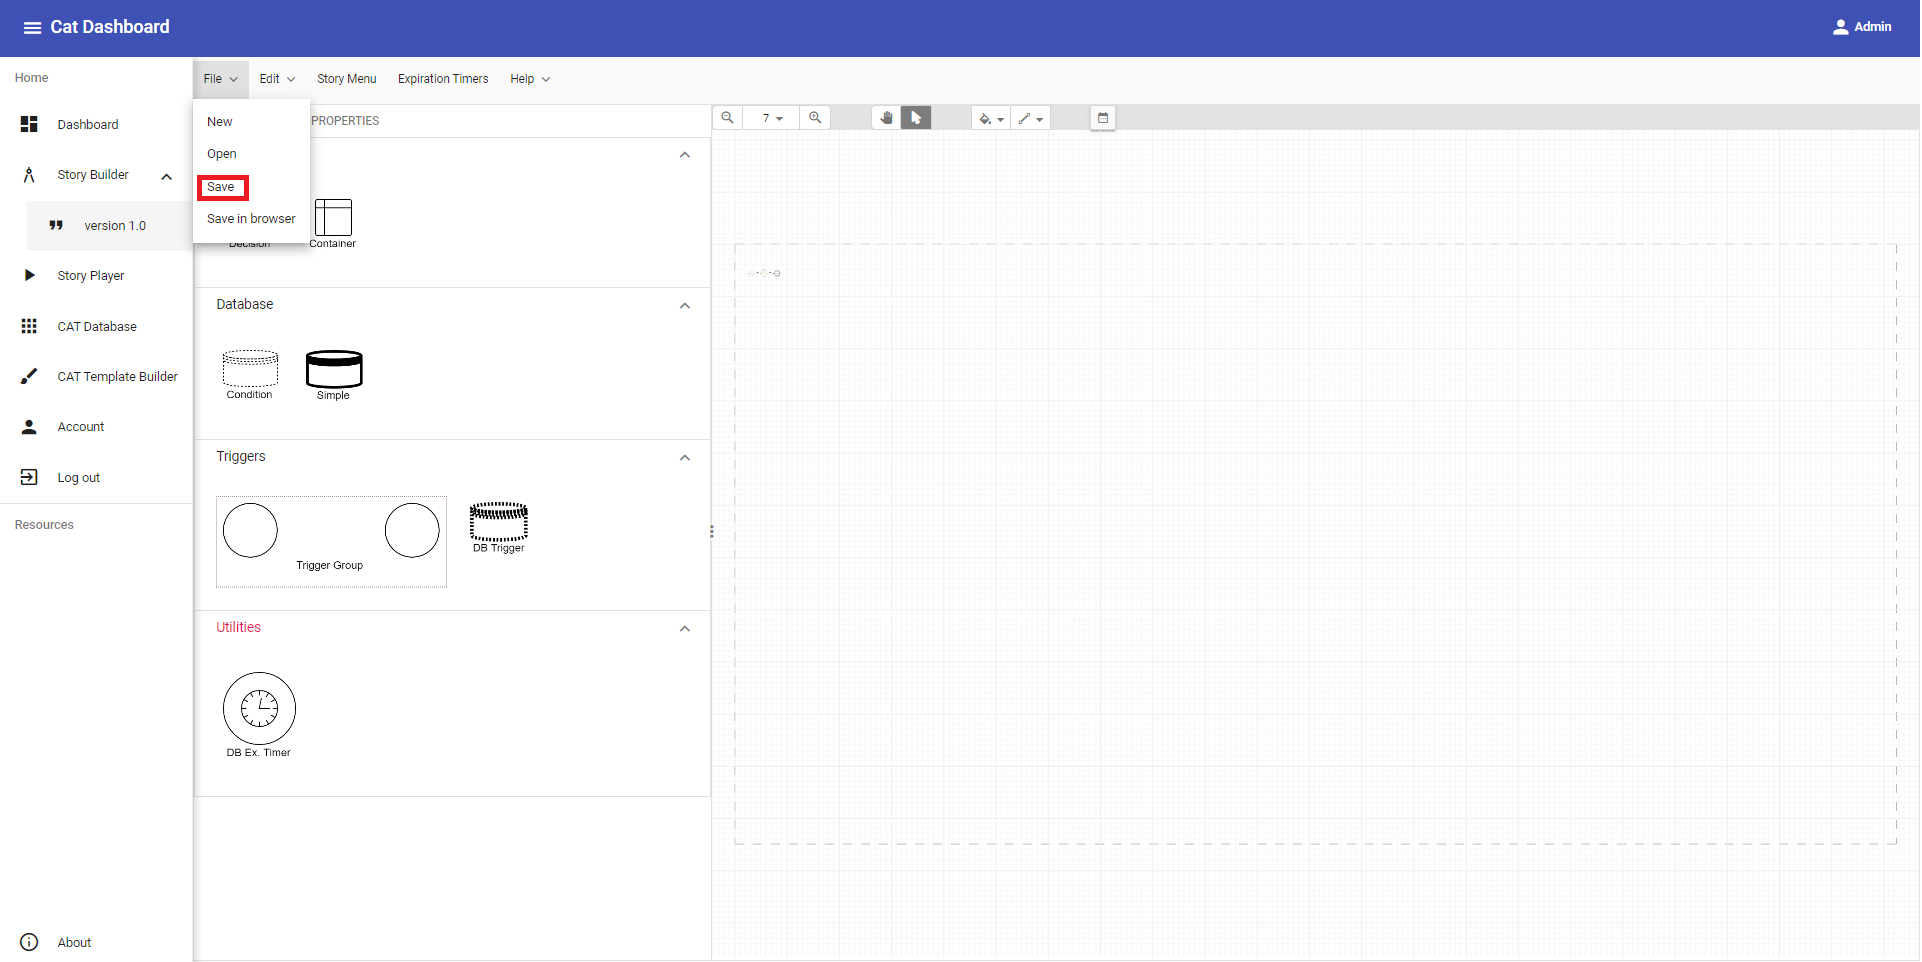 Cat Dashboard
Admin
Home
Dashboard
Story Builder
version 1.0
Story Player
CAT Database
CAT Template Builder
Account
Log out
Resources
About
File
Edit
Story Menu
Expiration Timers
Help
New
Open
Save
Save in browser
PROPERTIES
7
Decision
Container
Database
Condition
Simple
Triggers
Trigger Group
DB Trigger
Utilities
DB Ex. Timer